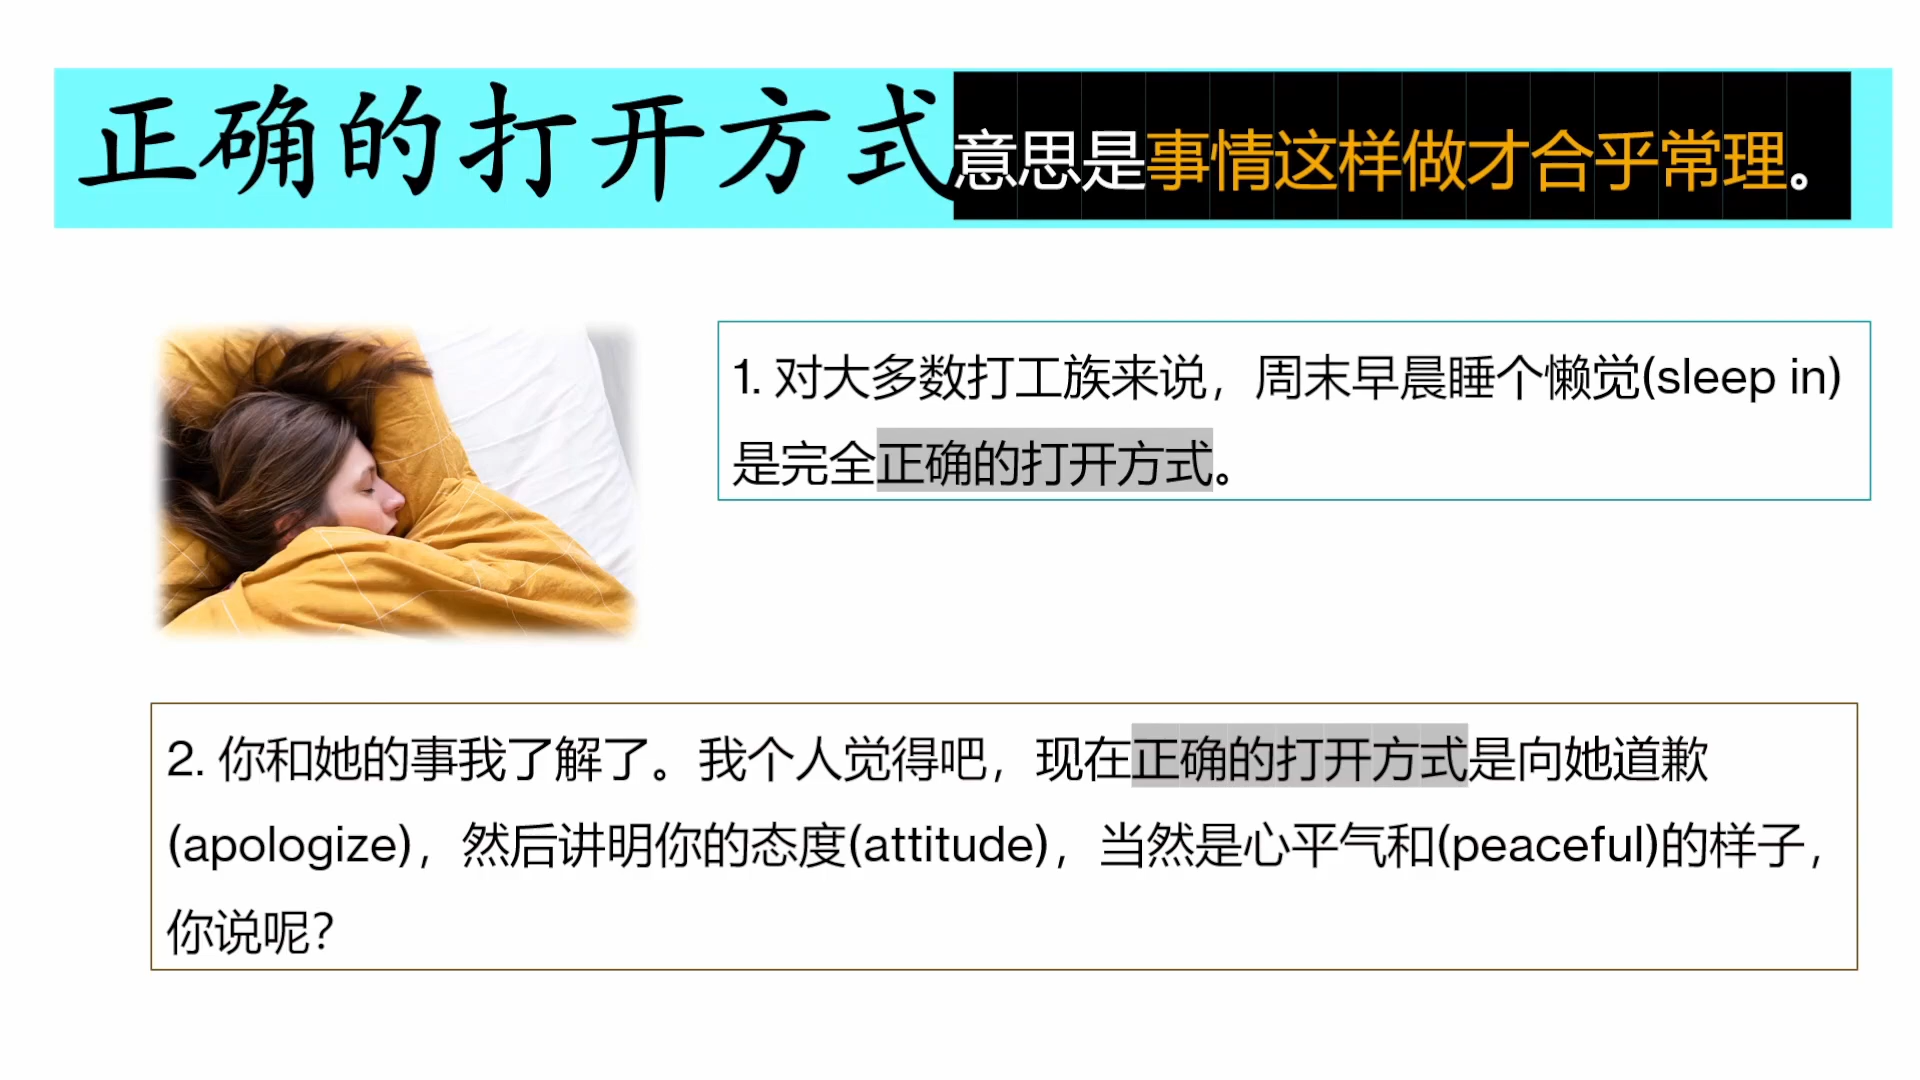 正确的打开方式意思是事情这样做才合乎常理。
1. 对大多数打工族来说，周末早晨睡个懒觉(sleep in)
是完全正确的打开方式。
2. 你和她的事我了解了。我个人觉得吧，现在正确的打开方式是向她道歉
(apologize)，然后讲明你的态度(attitude)，当然是心平气和(peaceful)的样子，
你说呢？